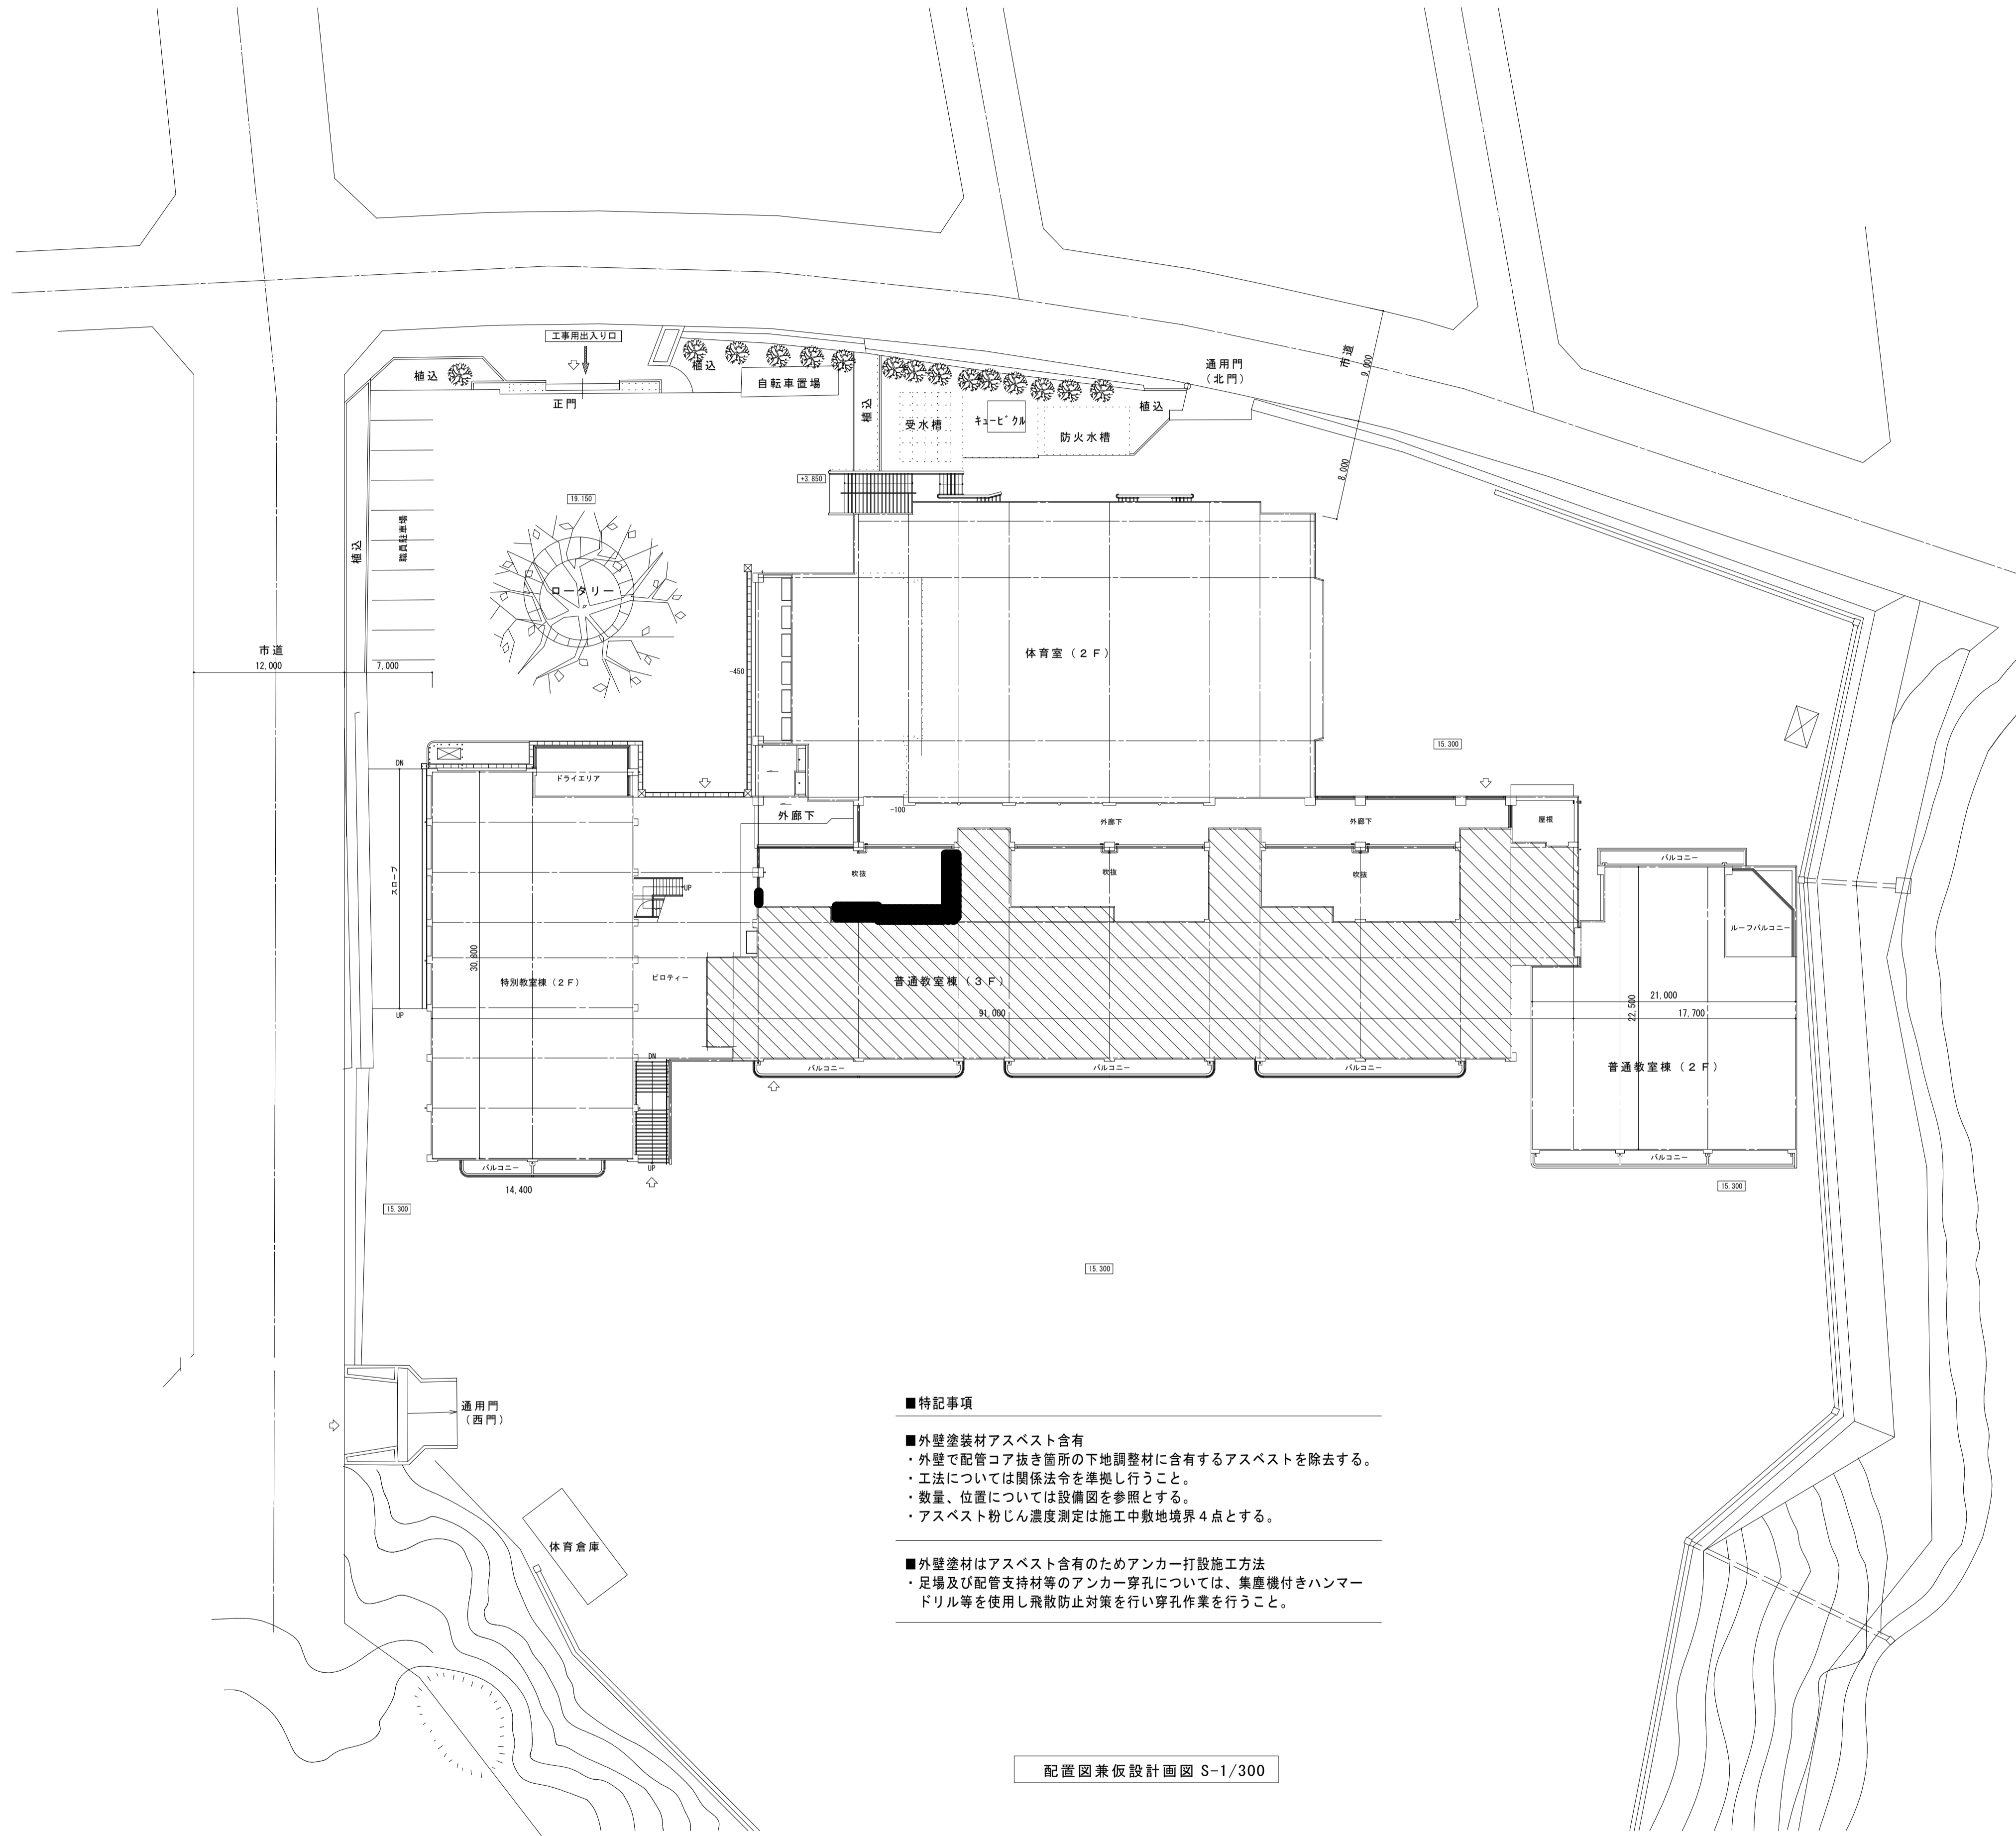 工事用出入り口
植込
正門
植込
自転車置場
植込
受水槽
キュービクル
防火水槽
植込
通用門
(北門)
市道
9,000
8,000
+3.850
19.150
植込
職員駐車場
ロータリー
市道
12,000
7,000
-450
体育室(2F)
15.300
DN
ドライエリア
スロープ
UP
外廊下
-100
外廊下
外廊下
屋根
吹抜
吹抜
吹抜
バルコニー
ルーフバルコニー
UP
30,800
特別教室棟(2F)
ピロティー
普通教室棟(3F)
91,000
21,000
22,500
17,700
普通教室棟(2F)
DN
バルコニー
バルコニー
バルコニー
バルコニー
UP
バルコニー
14,400
15.300
15.300
15.300
通用門
(西門)
体育倉庫
■特記事項
■外壁塗装材アスベスト含有
・外壁で配管コア抜き箇所の下地調整材に含有するアスベストを除去する。
・工法については関係法令を準拠し行うこと。
・数量、位置については設備図を参照とする。
・アスベスト粉じん濃度測定は施工中敷地境界4点とする。
■外壁塗材はアスベスト含有のためアンカー打設施工方法
・足場及び配管支持材等のアンカー穿孔については、集塵機付きハンマー
ドリル等を使用し飛散防止対策を行い穿孔作業を行うこと。
配置図兼仮設計画図 S-1/300